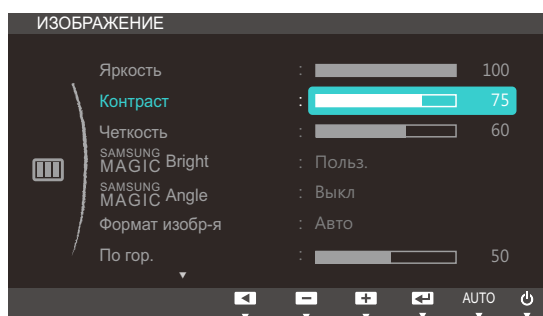 ИЗОБРАЖЕНИЕ
Яркость : 100
Контраст : 75
Четкость : 60
SAMSUNG MAGIC Bright : Польз.
SAMSUNG MAGIC Angle : Выкл
Формат изобр-я : Авто
По гор. : 50
AUTO